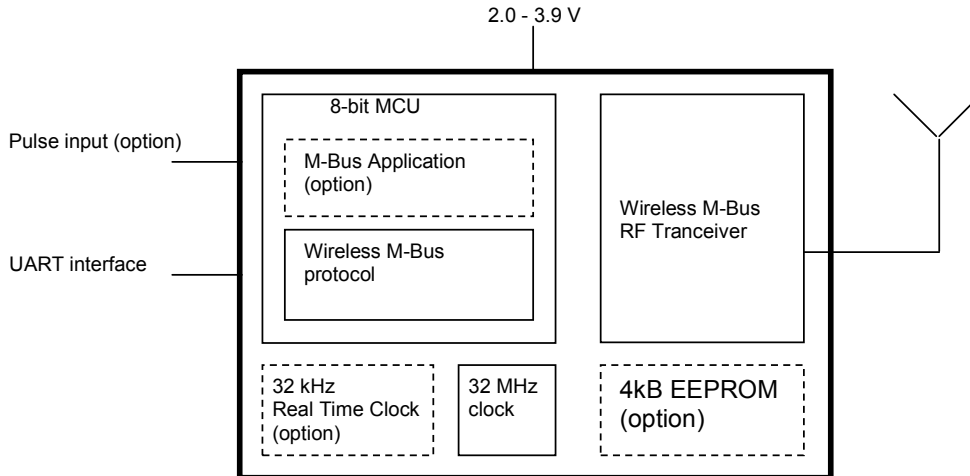 2.0 - 3.9 V
8-bit MCU
Pulse input (option)
M-Bus Application
(option)
Wireless M-Bus
RF Tranceiver
UART interface
Wireless M-Bus
protocol
32 kHz
Real Time Clock
(option)
32 MHz
clock
4kB EEPROM
(option)